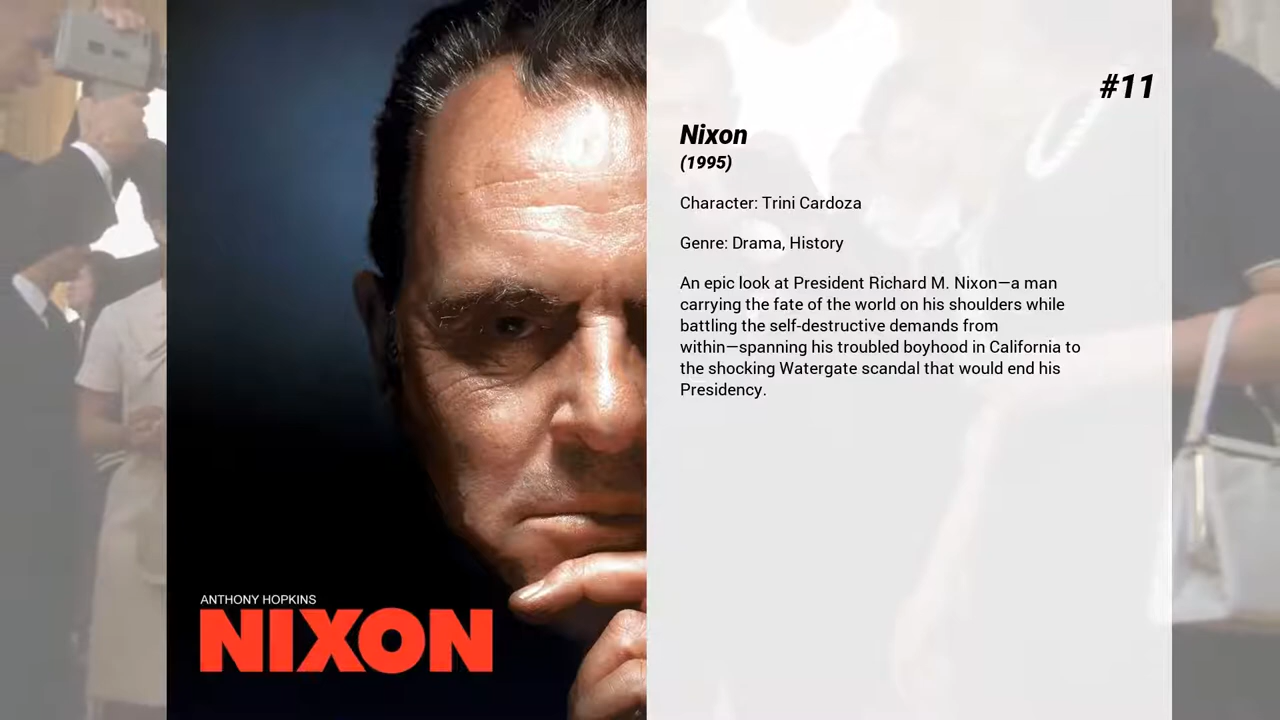 #11
Nixon
(1995)
Character: Trini Cardoza
Genre: Drama, History
An epic look at President Richard M. Nixon—a man
carrying the fate of the world on his shoulders while
battling the self-destructive demands from
within—spanning his troubled boyhood in California to
the shocking Watergate scandal that would end his
Presidency.
ANTHONY HOPKINS
NIXON